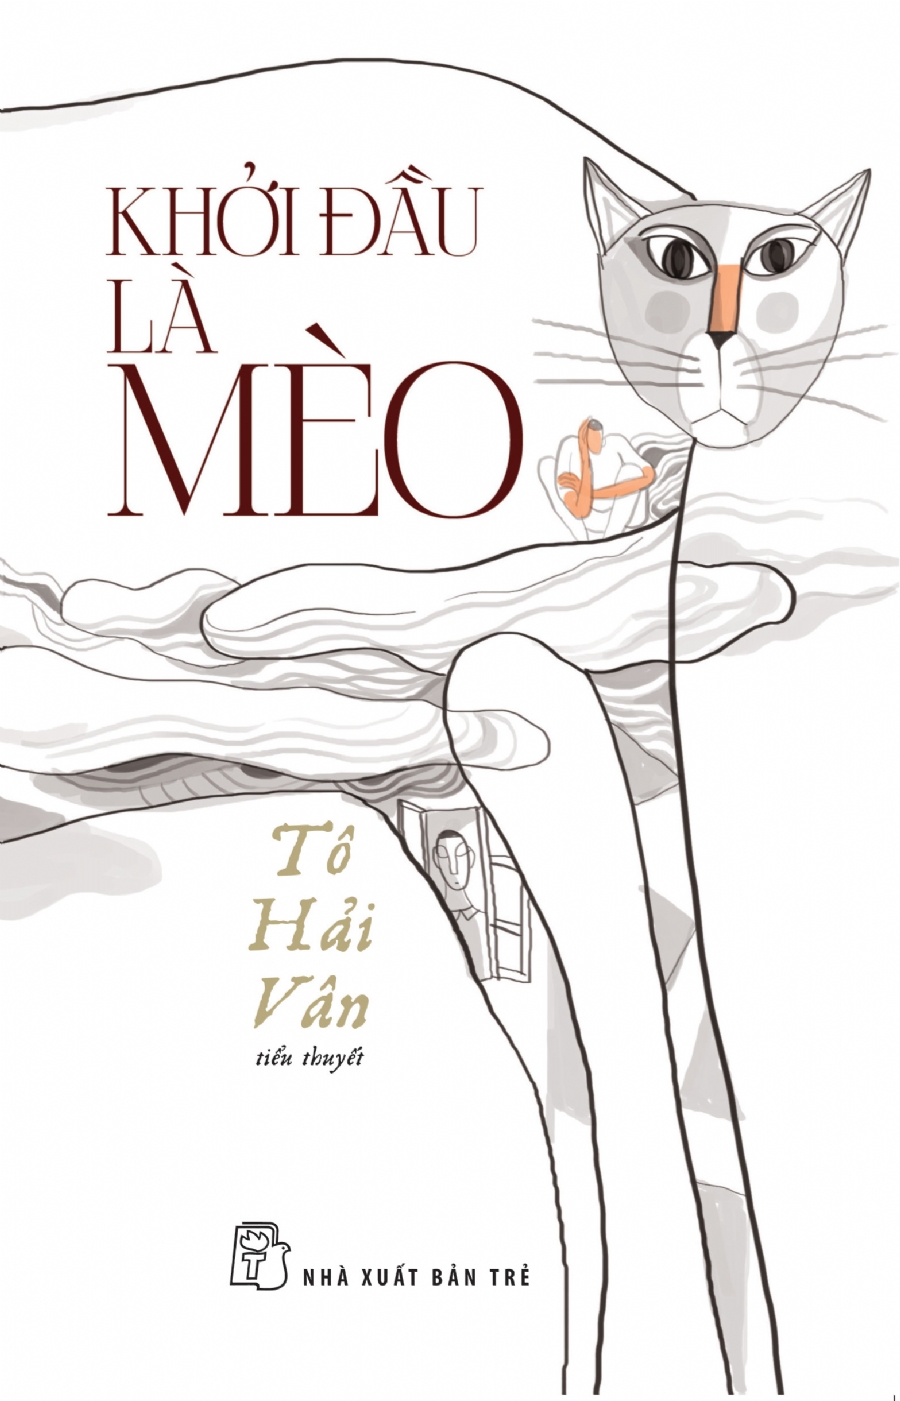 KHỞI ĐẦU
LÀ
MÈO
Tô
Hải
Vân
tiểu thuyết
T
NHÀ XUẤT BẢN TRẺ